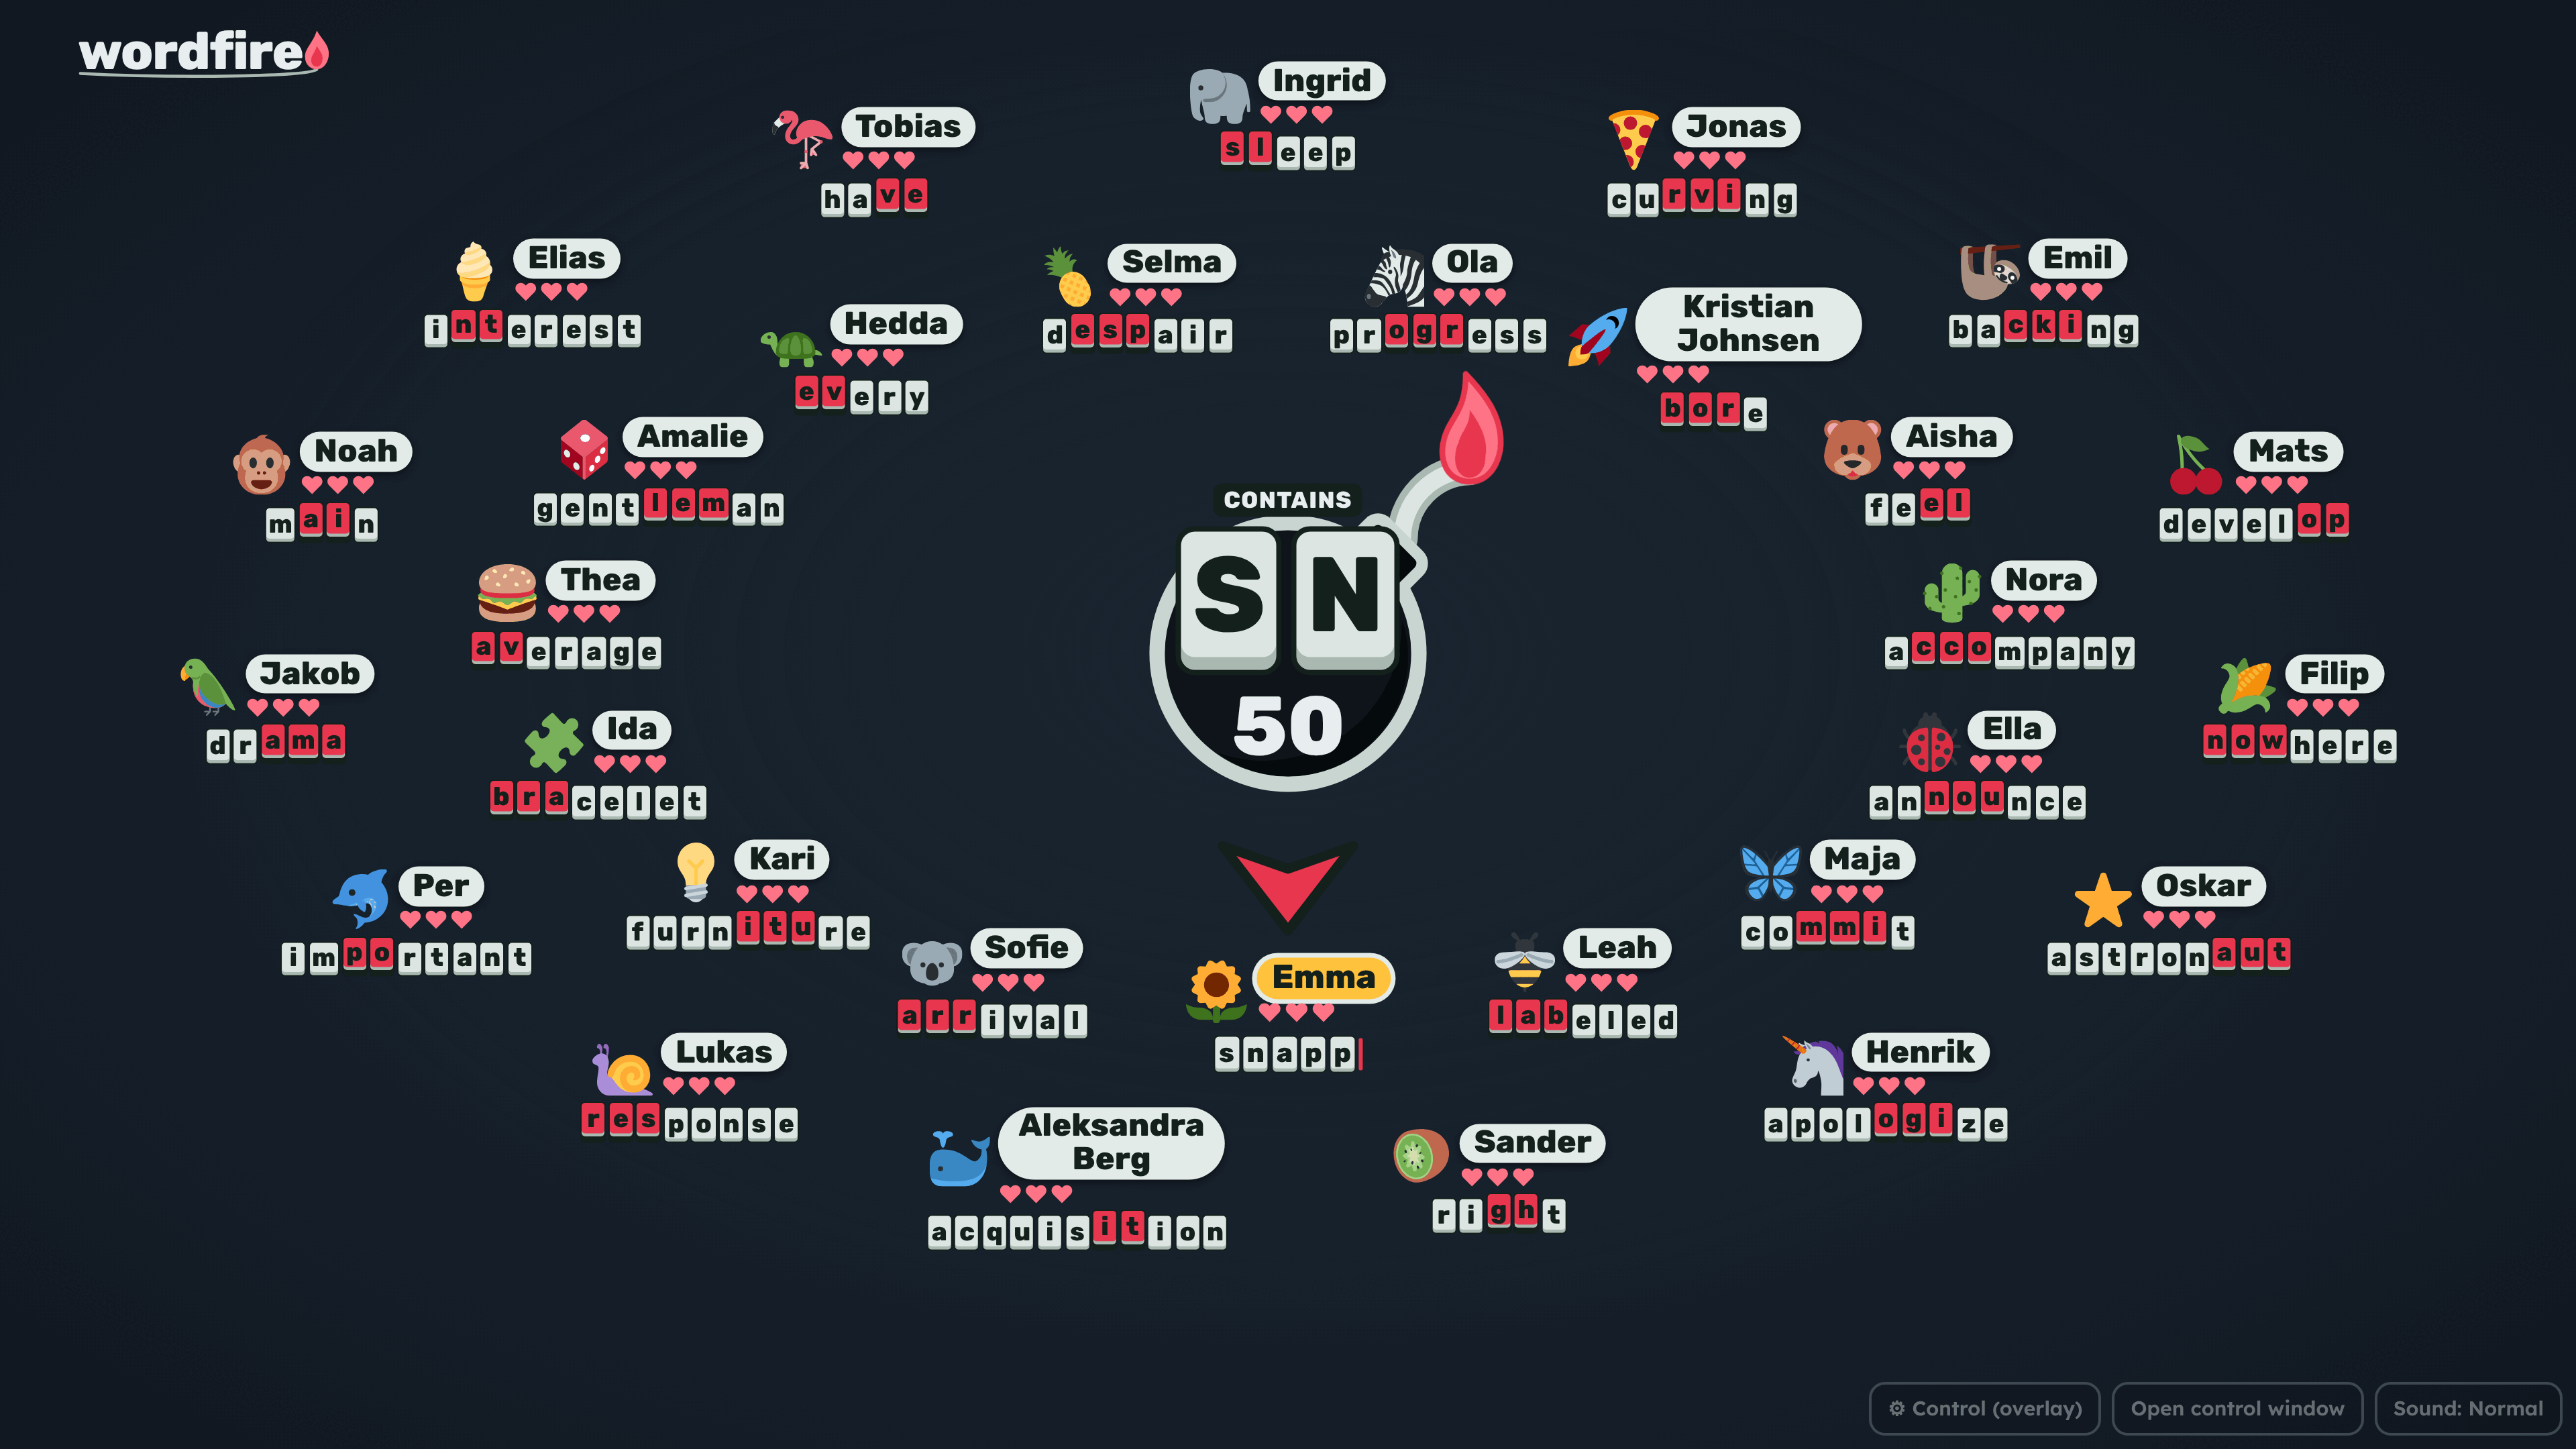 wordfire
Ingrid
sleep
Tobias
have
Jonas
curving
Elias
interest
Selma
despair
Ola
progress
Emil
backing
Hedda
every
Kristian
Johnsen
bore
Noah
main
Amalie
gentleman
Aisha
feel
Mats
develop
CONTAINS
SN
50
Thea
average
Nora
accompany
Jakob
drama
Filip
nowhere
Ida
bracelet
Ella
announce
Per
important
Kari
furniture
Maja
commit
Oskar
astronaut
Sofie
arrival
Emma
snapp
Leah
labeled
Lukas
response
Henrik
apologize
Aleksandra
Berg
acquisition
Sander
right
Control (overlay)
Open control window
Sound: Normal